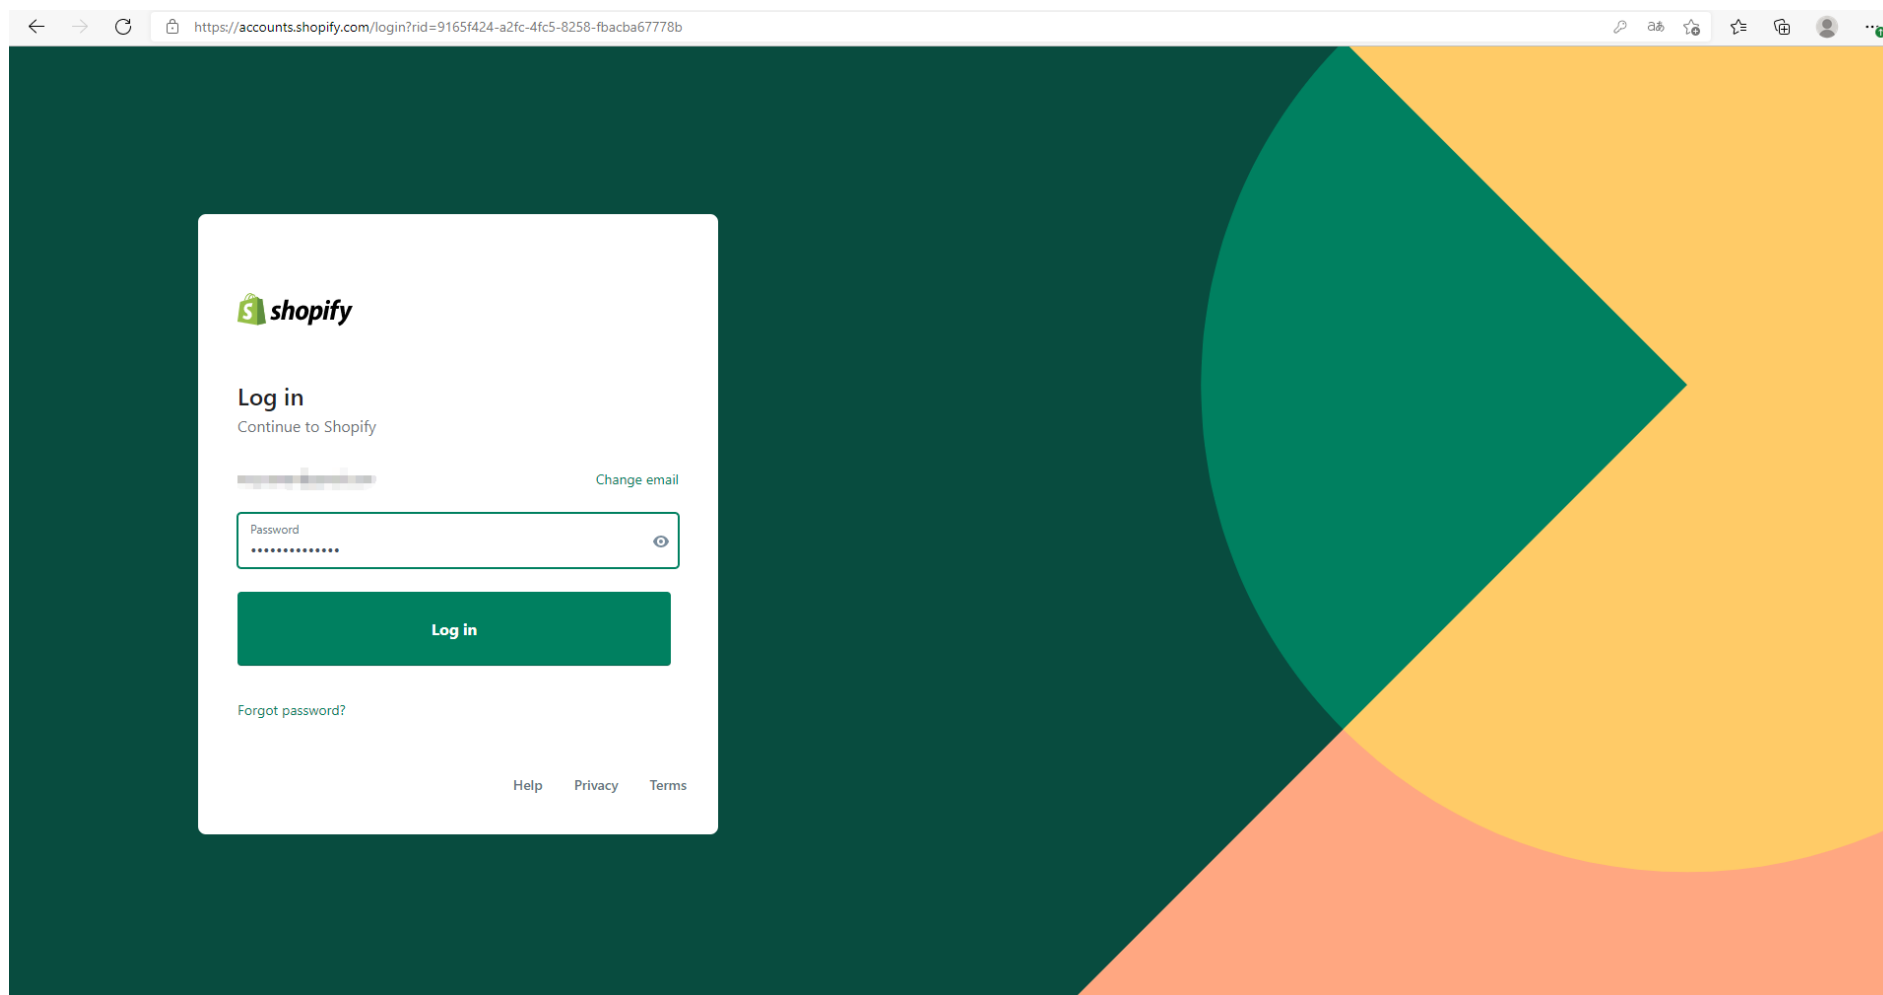 https://accounts.shopify.com/login?rid=9165f424-a2fc-4fc5-8258-fbacba67778b
shopify
Log in
Continue to Shopify
Change email
Password
••••••••••••••
Log in
Forgot password?
Help Privacy Terms